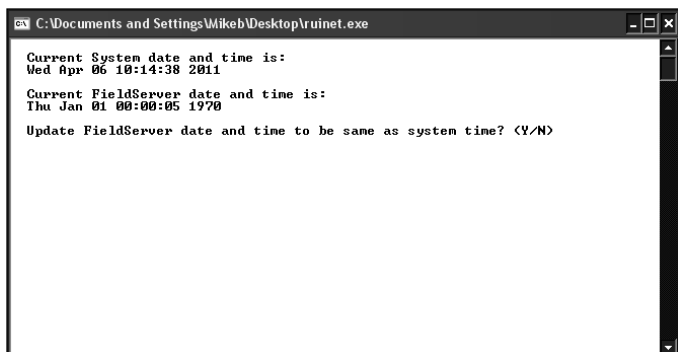 C:\Documents and Settings\Mikeb\Desktop\ruinet.exe
Current System date and time is:
Wed Apr 06 10:14:38 2011
Current FieldServer date and time is:
Thu Jan 01 00:00:05 1970
Update FieldServer date and time to be same as system time? (Y/N)